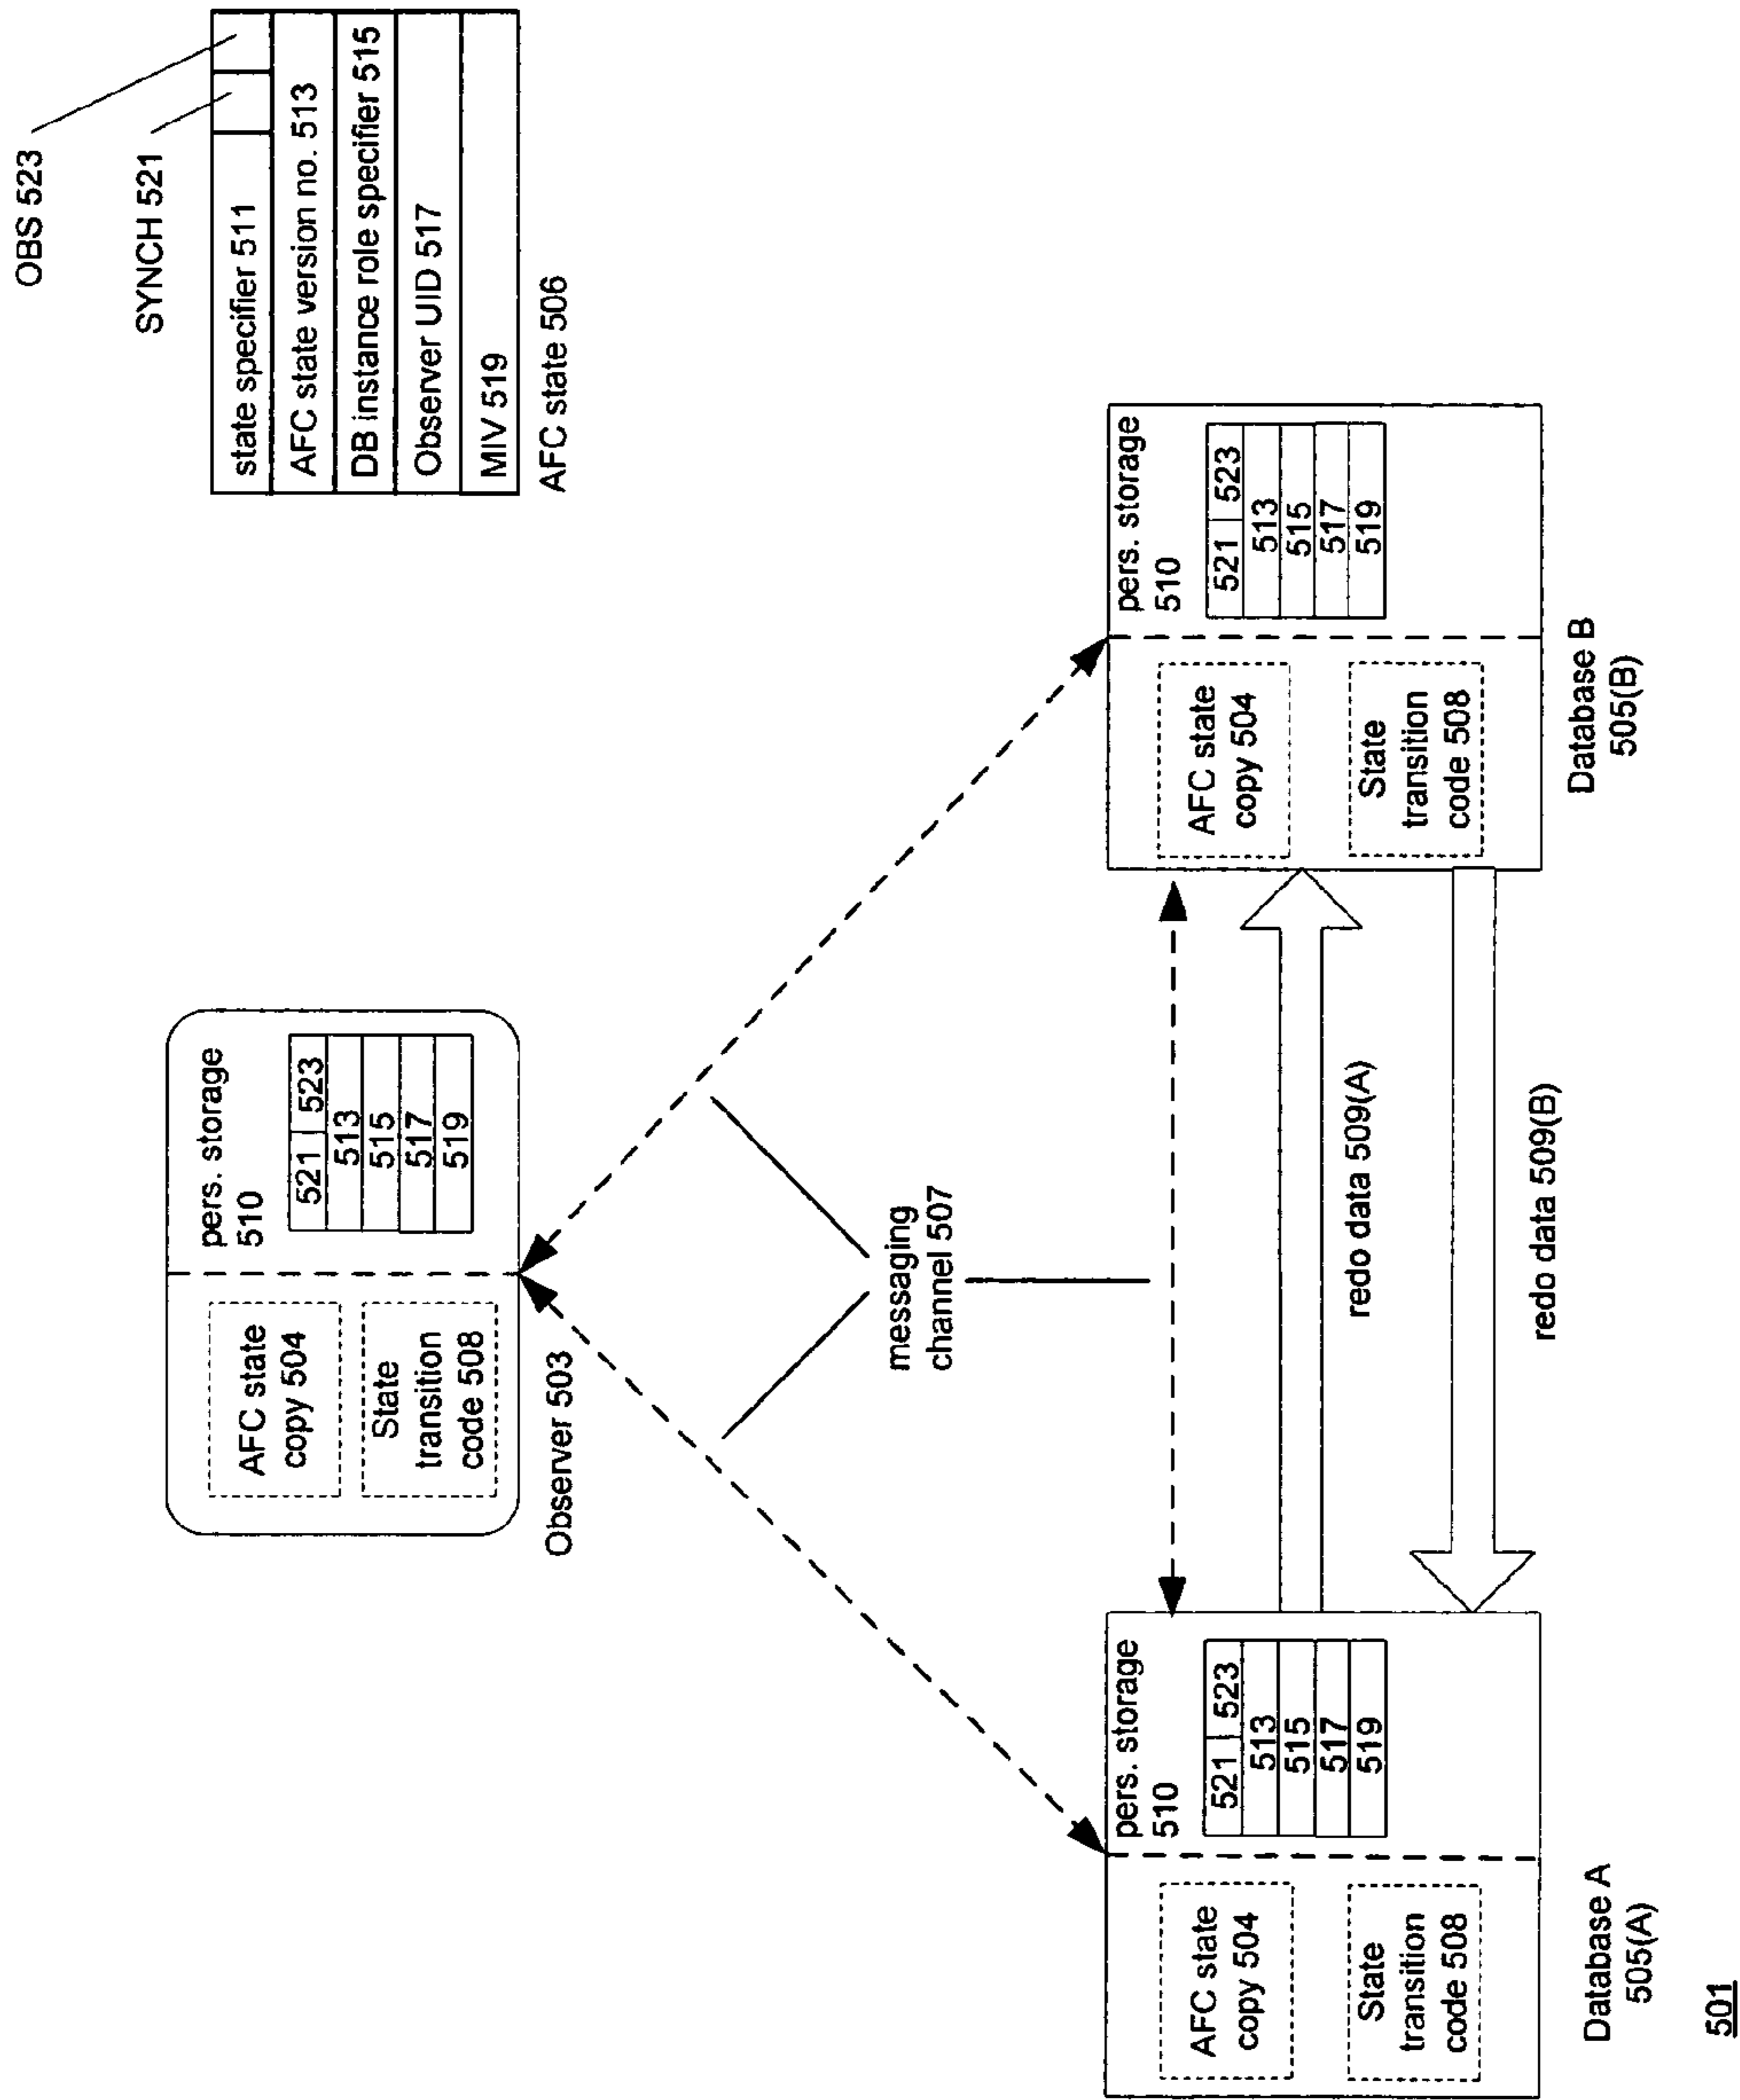 OBS 523
SYNCH 521
state specifier 511
AFC state version no. 513
DB instance role specifier 515
Observer UID 517
MIV 519
AFC state 506
AFC state
copy 504
State
transition
code 508
pers. storage
510
521 523
513
515
517
519
Observer 503
messaging
channel 507
AFC state
copy 504
State
transition
code 508
pers. storage
510
521 523
513
515
517
519
Database A
505(A)
redo data 509(A)
redo data 509(B)
AFC state
copy 504
State
transition
code 508
pers. storage
510
521 523
513
515
517
519
Database B
505(B)
501